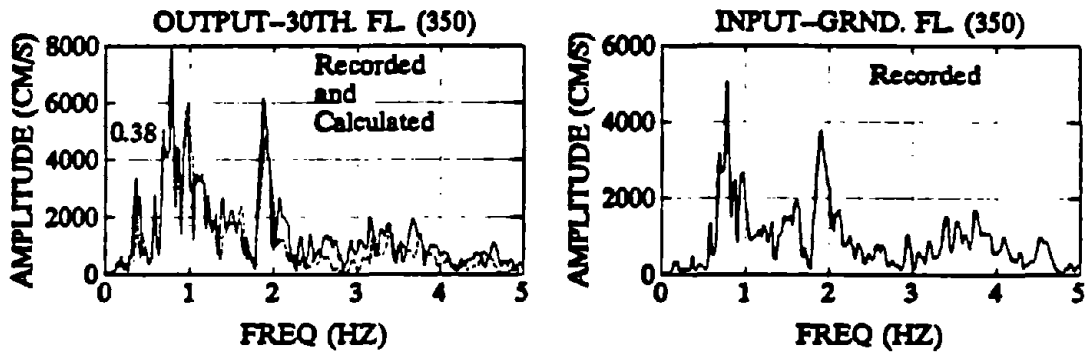 OUTPUT-30TH. FL. (350)
AMPLITUDE (CM/S)
8000
6000
4000
2000
0
Recorded
and
Calculated
0.38
0 1 2 3 4 5
FREQ (HZ)
INPUT-GRND. FL. (350)
AMPLITUDE (CM/S)
6000
4000
2000
0
Recorded
0 1 2 3 4 5
FREQ (HZ)